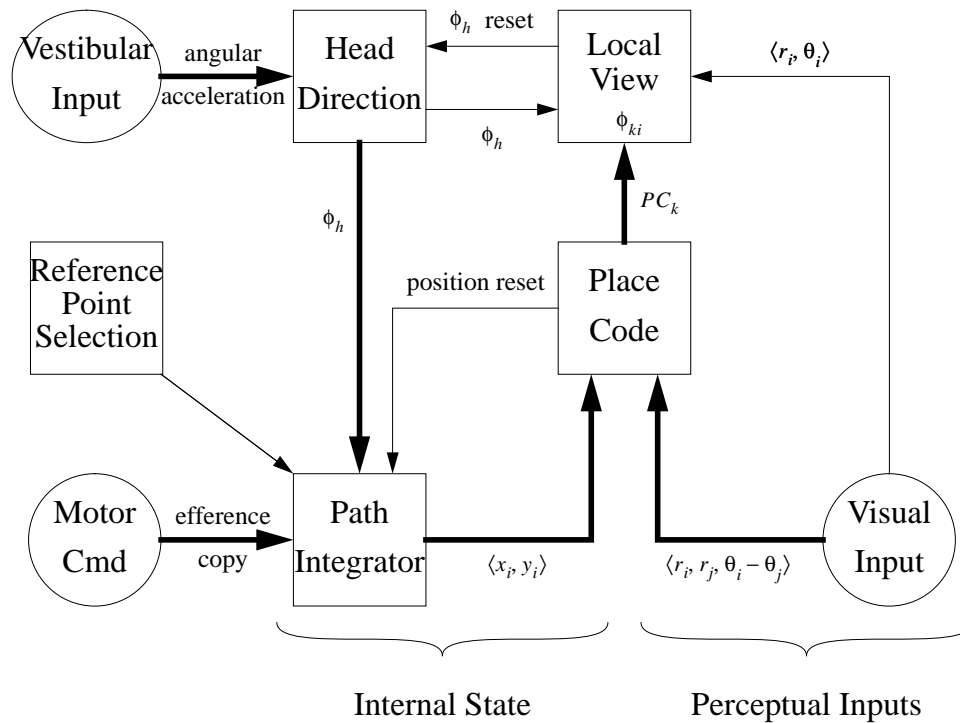 Vestibular
Input
angular
acceleration
Head
Direction
ϕh reset
ϕh
Local
View
ϕki
⟨ri, θi⟩
ϕh
PCk
Reference
Point
Selection
position reset
Place
Code
Motor
Cmd
efference
copy
Path
Integrator
⟨xi, yi⟩
⟨ri, rj, θi − θj⟩
Visual
Input
Internal State
Perceptual Inputs